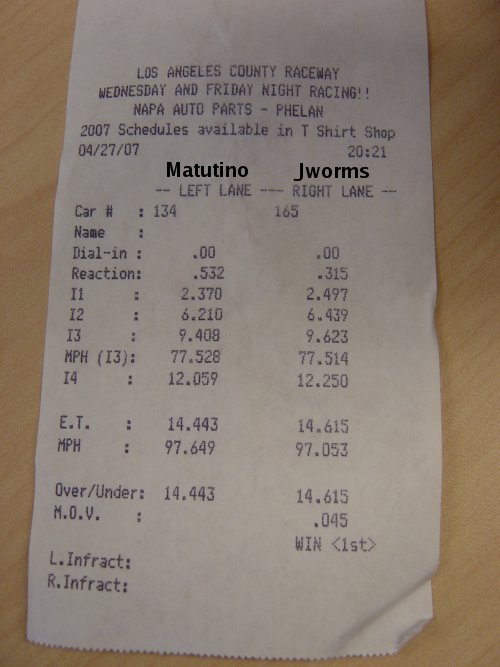 LOS ANGELES COUNTY RACEWAY
WEDNESDAY AND FRIDAY NIGHT RACING!!
NAPA AUTO PARTS - PHELAN
2007 Schedules available in T Shirt Shop
04/27/07 20:21
Matutino Jworms
-- LEFT LANE --- RIGHT LANE --
Car # : 134 165
Name :
Dial-in : .00 .00
Reaction: .532 .315
I1 : 2.370 2.497
I2 : 6.210 6.439
I3 : 9.408 9.623
MPH (I3): 77.528 77.514
I4 : 12.059 12.250
E.T. : 14.443 14.615
MPH : 97.649 97.053
Over/Under: 14.443 14.615
M.O.V. : .045
WIN <1st>
L.Infract:
R.Infract: